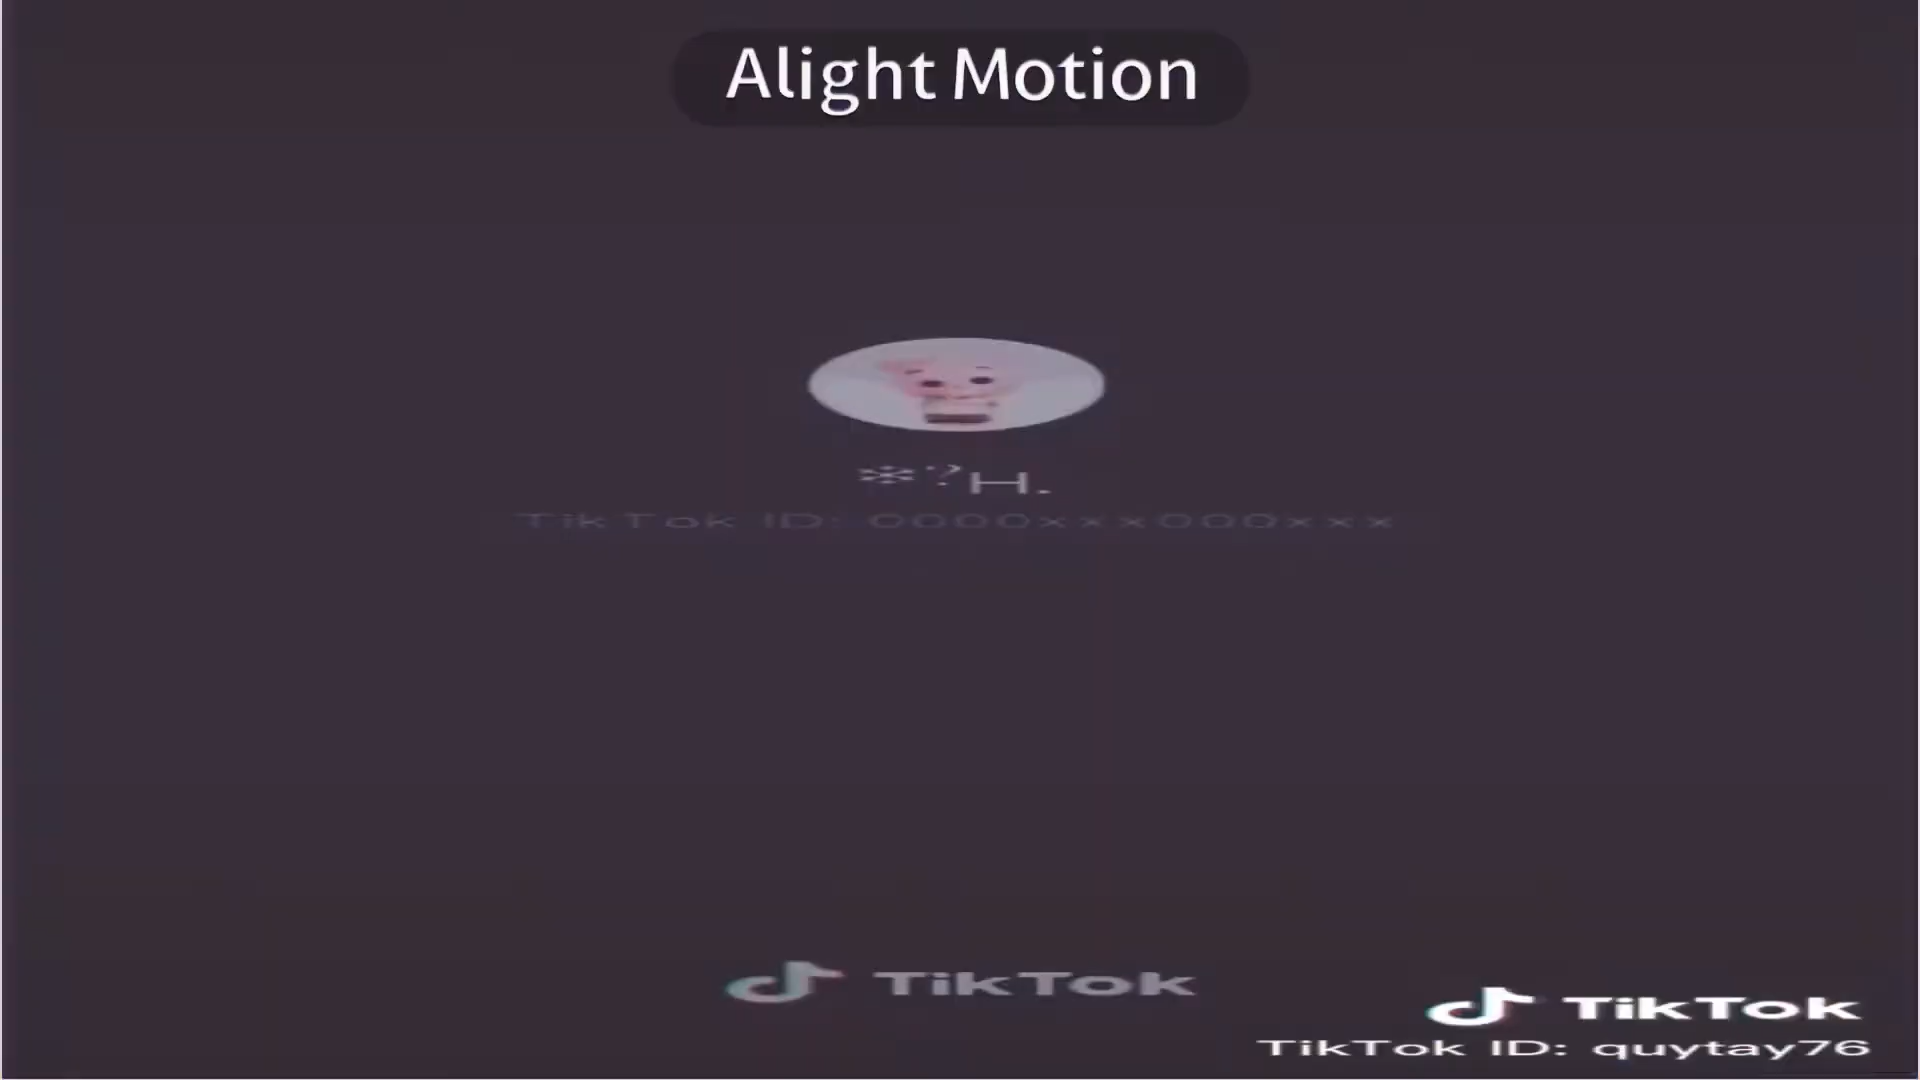 Alight Motion
*?H.
TikTok ID: 0000xxx000xxx
TikTok
TikTok
TikTok ID: quytay76